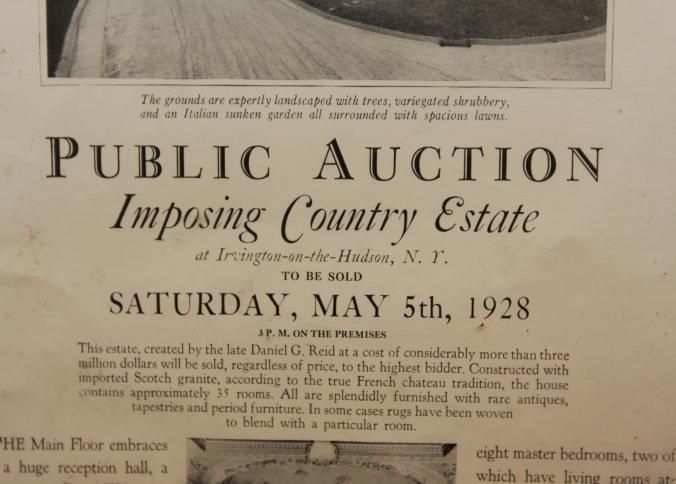 The grounds are expertly landscaped with trees, variegated shrubbery,
and an Italian sunken garden all surrounded with spacious lawns.
PUBLIC AUCTION
Imposing Country Estate
at Irvington-on-the-Hudson, N. Y.
TO BE SOLD
SATURDAY, MAY 5th, 1928
3 P. M. ON THE PREMISES
This estate, created by the late Daniel G. Reid at a cost of considerably more than three
million dollars will be sold, regardless of price, to the highest bidder. Constructed with
imported Scotch granite, according to the true French chateau tradition, the house
contains approximately 35 rooms. All are splendidly furnished with rare antiques,
tapestries and period furniture. In some cases rugs have been woven
to blend with a particular room.
THE Main Floor embraces
a huge reception hall, a
eight master bedrooms, two of
which have living rooms at-